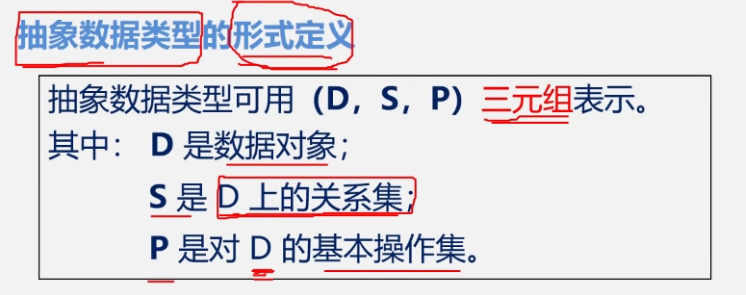 抽象数据类型的形式定义
抽象数据类型可用（D，S，P）三元组表示。
其中： D 是数据对象；
S 是 D 上的关系集；
P 是对 D 的基本操作集。